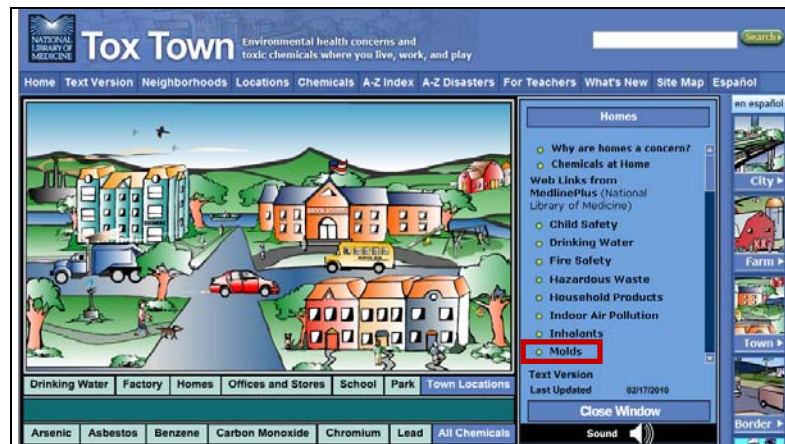 NATIONAL
LIBRARY OF
MEDICINE
Tox Town
Environmental health concerns and
toxic chemicals where you live, work, and play
Search
Home Text Version Neighborhoods Locations Chemicals A-Z Index A-Z Disasters For Teachers What's New Site Map Español
Homes
Why are homes a concern?
Chemicals at Home
Web Links from
MedlinePlus (National
Library of Medicine)
Child Safety
Drinking Water
Fire Safety
Hazardous Waste
Household Products
Indoor Air Pollution
Inhalants
Molds
Text Version
Last Updated 02/17/2010
Close Window
Sound
en español
City
Farm
Town
Border
Drinking Water Factory Homes Offices and Stores School Park Town Locations
Arsenic Asbestos Benzene Carbon Monoxide Chromium Lead All Chemicals